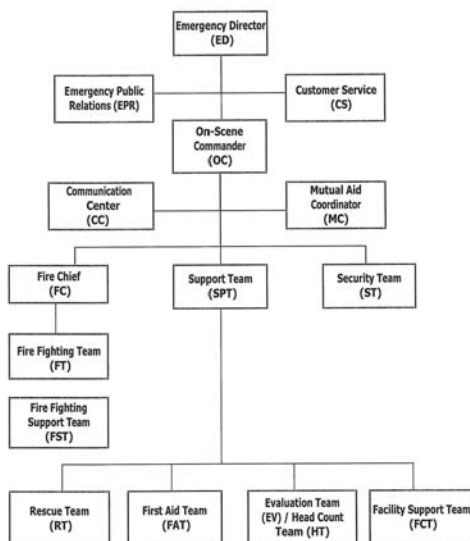 Emergency Director
(ED)
Emergency Public
Relations (EPR)
Customer Service
(CS)
On-Scene
Commander
(OC)
Communication
Center
(CC)
Mutual Aid
Coordinator
(MC)
Fire Chief
(FC)
Support Team
(SPT)
Security Team
(ST)
Fire Fighting Team
(FT)
Fire Fighting
Support Team
(FST)
Rescue Team
(RT)
First Aid Team
(FAT)
Evaluation Team
(EV) / Head Count
Team (HT)
Facility Support Team
(FCT)